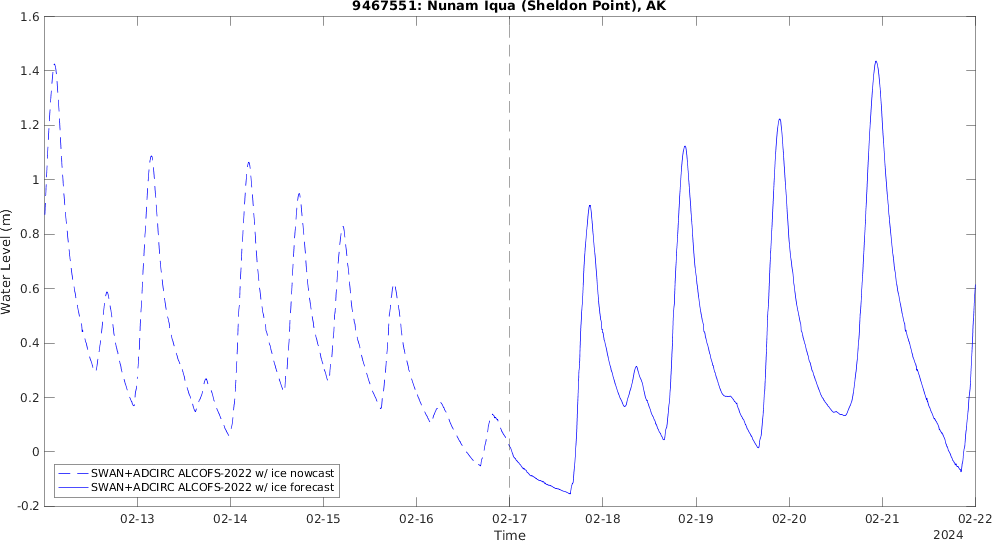 9467551: Nunam Iqua (Sheldon Point), AK
Water Level (m)
1.6
1.4
1.2
1
0.8
0.6
0.4
0.2
0
-0.2
SWAN+ADCIRC ALCOFS-2022 w/ ice nowcast
SWAN+ADCIRC ALCOFS-2022 w/ ice forecast
02-13 02-14 02-15 02-16 02-17 02-18 02-19 02-20 02-21 02-22
Time
2024